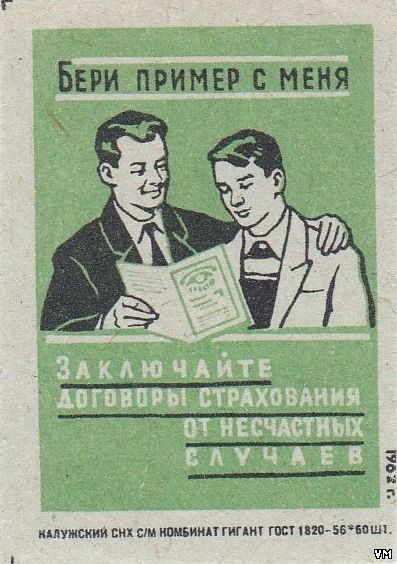 БЕРИ ПРИМЕР С МЕНЯ
ЗАКЛЮЧАЙТЕ
ДОГОВОРЫ СТРАХОВАНИЯ
ОТ НЕСЧАСТНЫХ
СЛУЧАЕВ
1962 г.
КАЛУЖСКИЙ СНХ С/М КОМБИНАТ ГИГАНТ ГОСТ 1820-56*60 ШТ.
VM